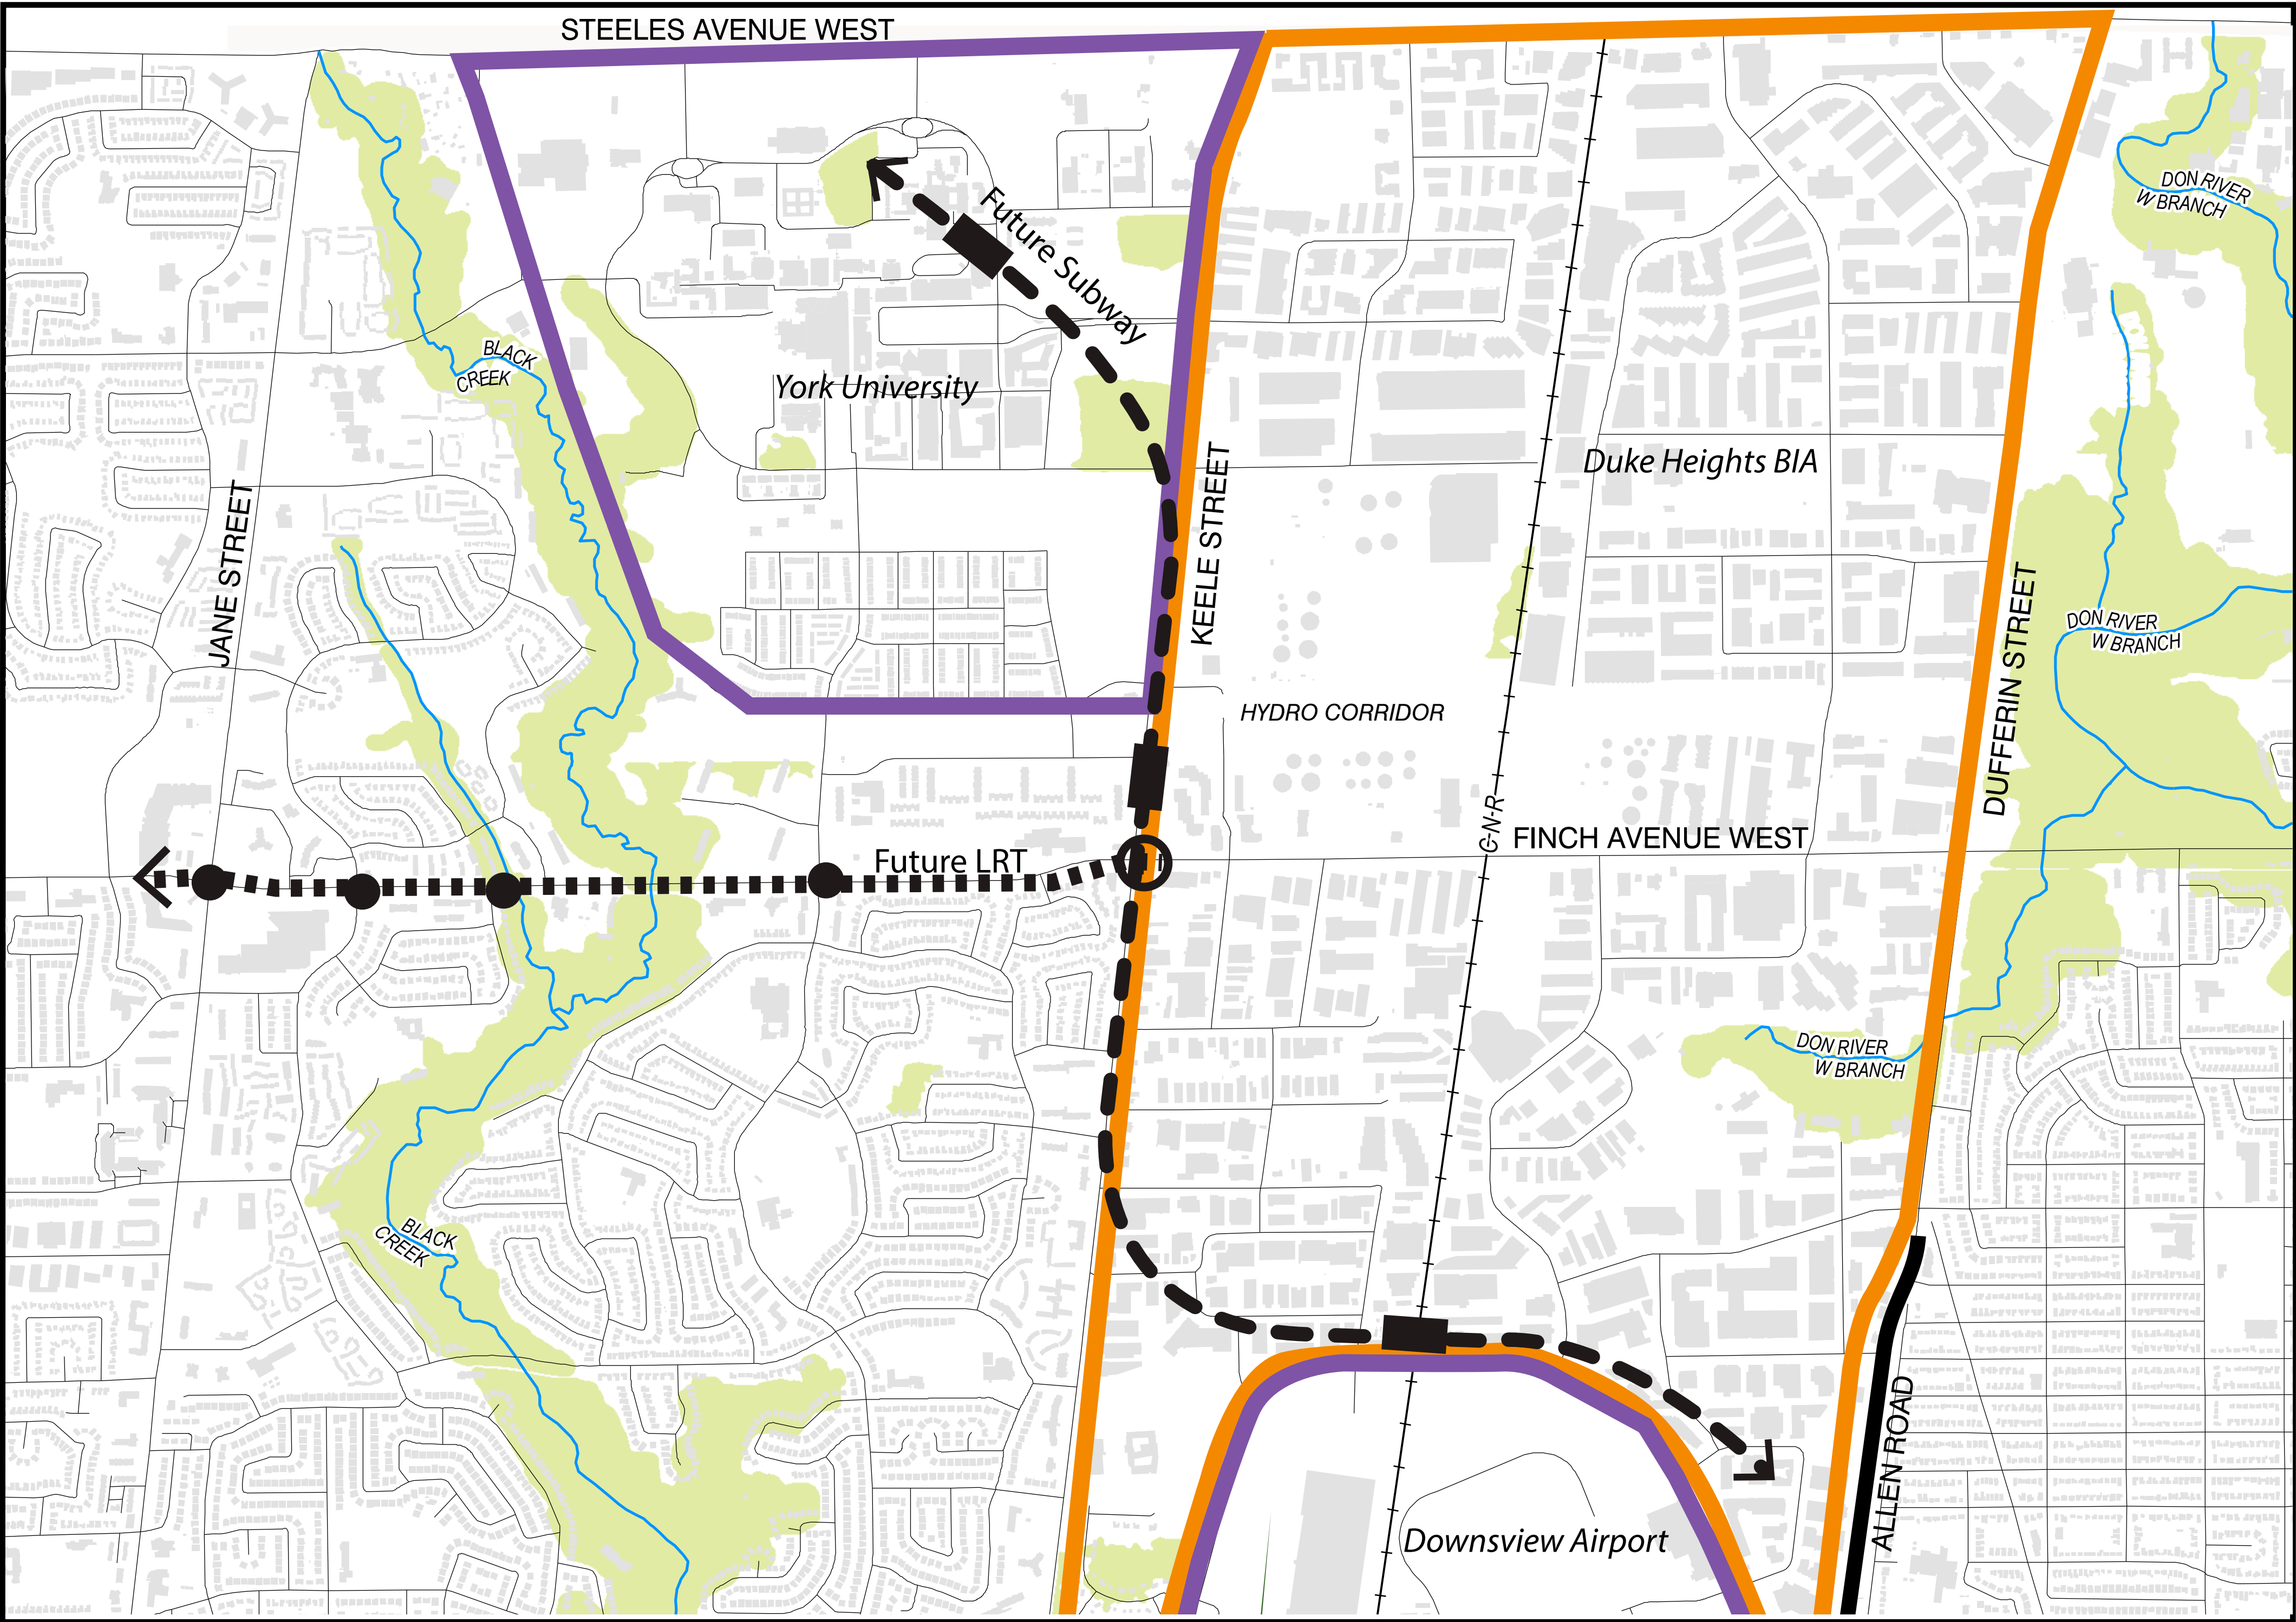 STEELES AVENUE WEST
DON RIVER
W BRANCH
Future Subway
BLACK
CREEK
York University
KEELE STREET
Duke Heights BIA
JANE STREET
DUFFERIN STREET
DON RIVER
W BRANCH
HYDRO CORRIDOR
C-N-R
FINCH AVENUE WEST
Future LRT
DON RIVER
W BRANCH
BLACK
CREEK
ALLEN ROAD
Downsview Airport